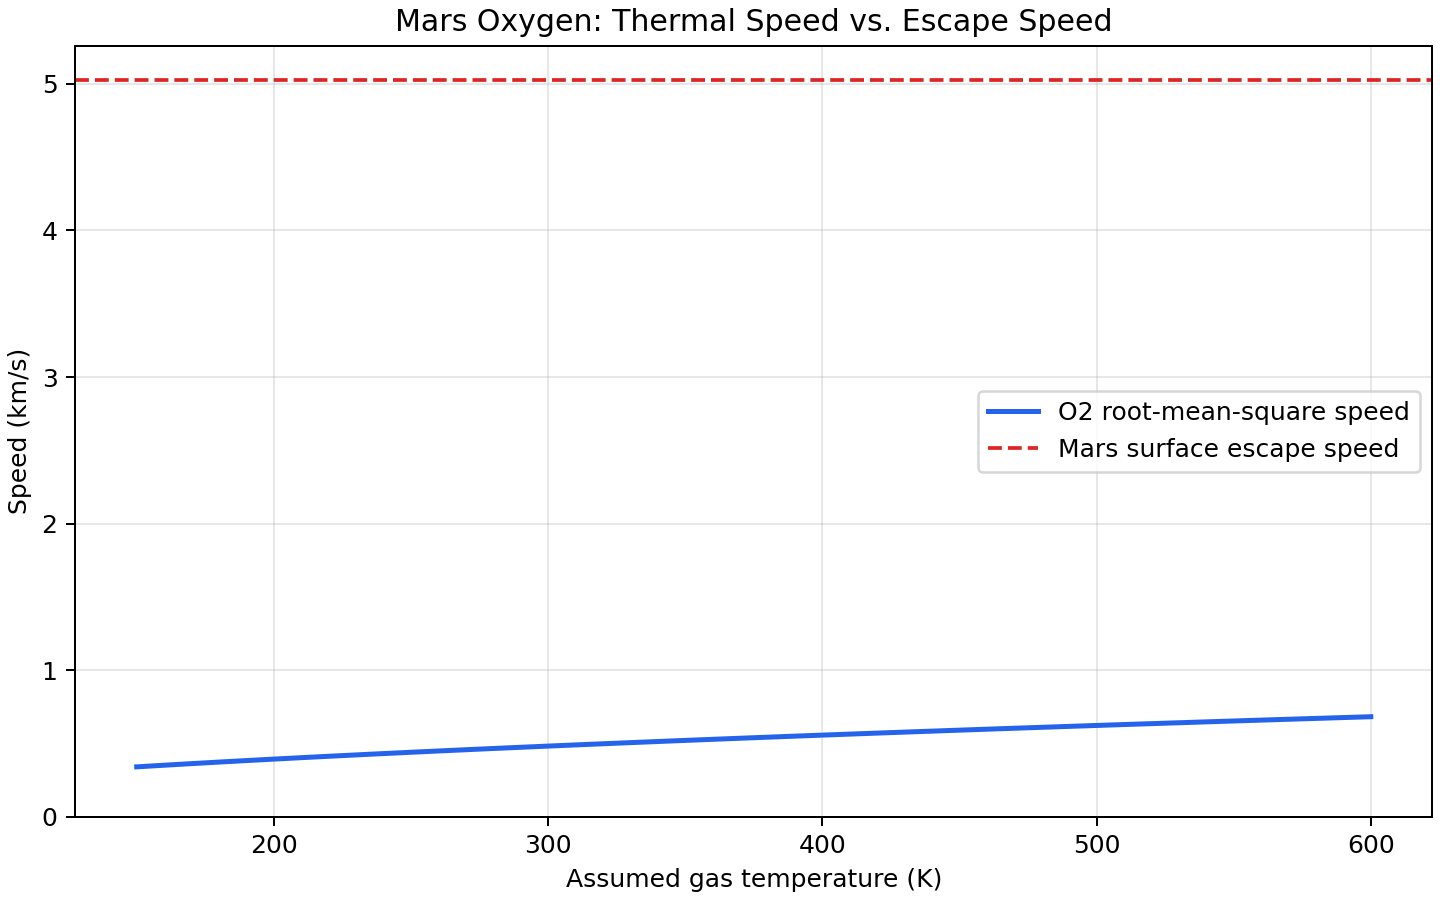 Mars Oxygen: Thermal Speed vs. Escape Speed
Speed (km/s)
5
4
3
2
1
0
O2 root-mean-square speed
Mars surface escape speed
200 300 400 500 600
Assumed gas temperature (K)